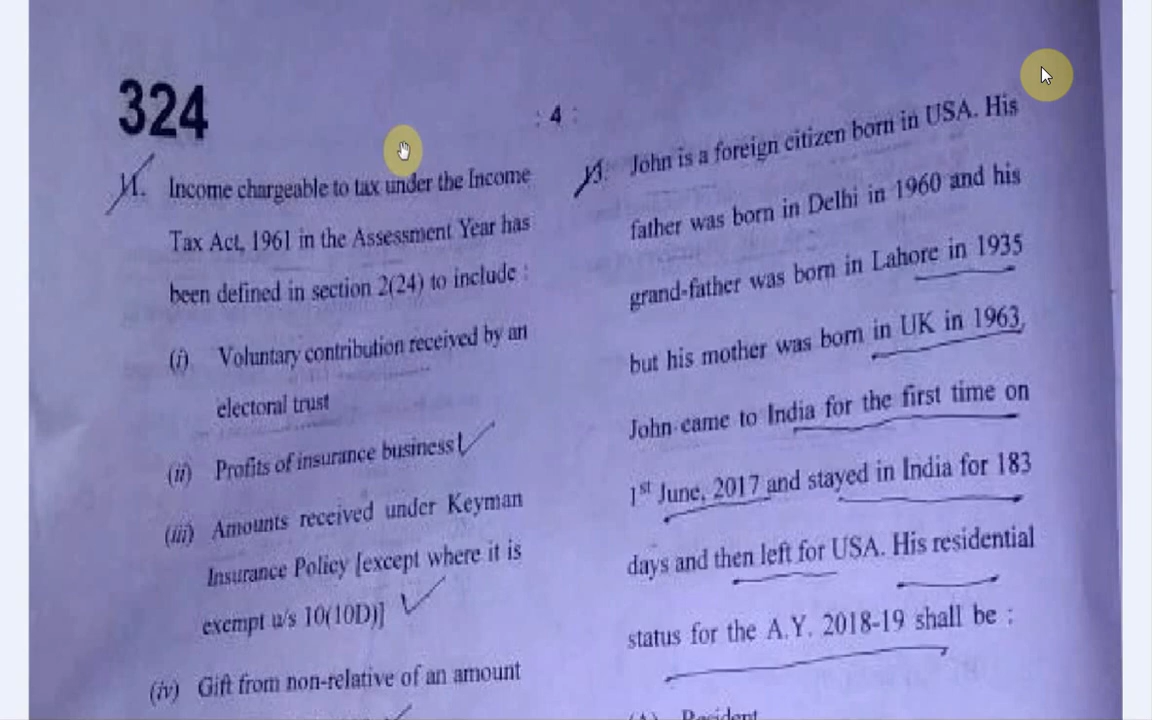 324
: 4 :
11. Income chargeable to tax under the Income
Tax Act, 1961 in the Assessment Year has
been defined in section 2(24) to include :
(i) Voluntary contribution received by an
electoral trust
(ii) Profits of insurance business
(iii) Amounts received under Keyman
Insurance Policy [except where it is
exempt u/s 10(10D)]
(iv) Gift from non-relative of an amount
John is a foreign citizen born in USA. His
father was born in Delhi in 1960 and his
grand-father was born in Lahore in 1935
but his mother was born in UK in 1963,
John came to India for the first time on
1st June, 2017 and stayed in India for 183
days and then left for USA. His residential
status for the A.Y. 2018-19 shall be :
(A) Resident